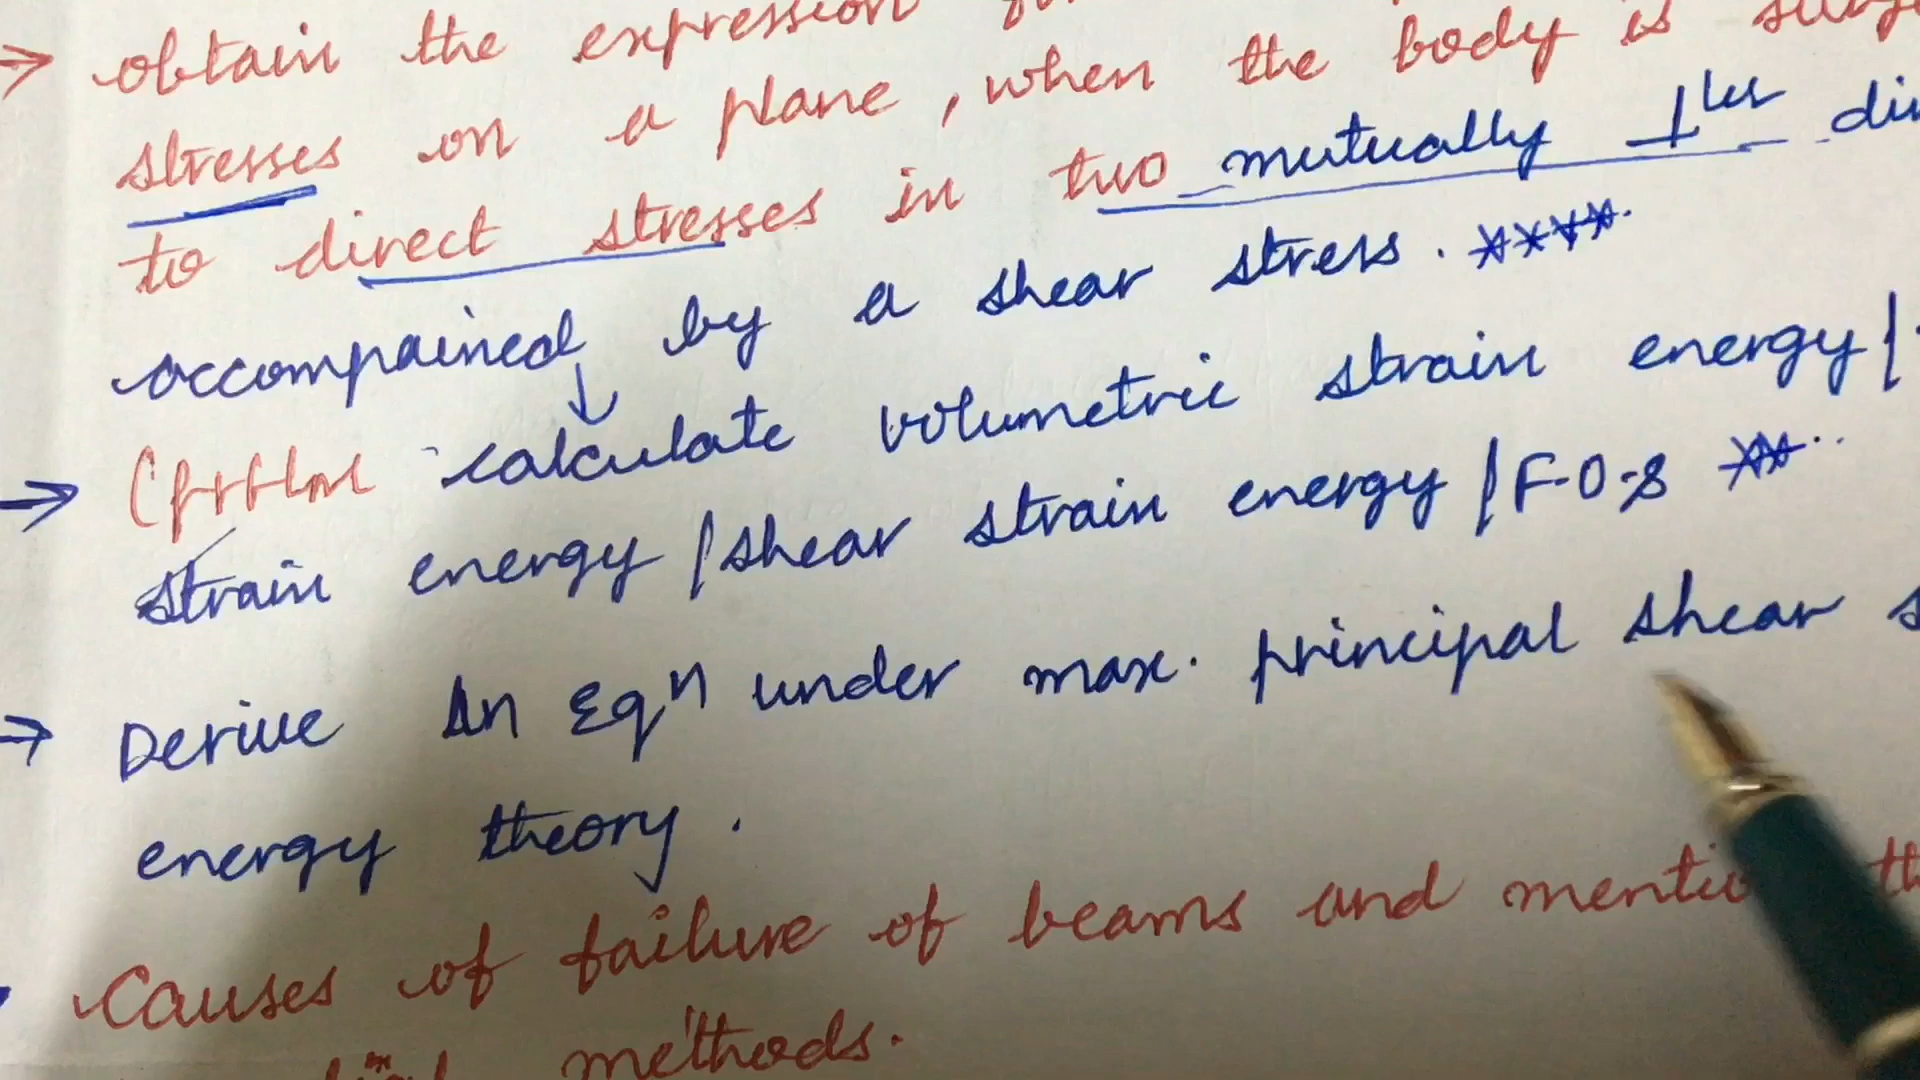 → obtain the expression
stresses on a plane, when the body is
to direct stresses in two mutually ⊥ler
accompained by a shear stress. ****
→ calculate volumetric strain energy /
strain energy / shear strain energy / F.O.S **
→ Derive An Eqn under max. principal shear
energy theory.
Causes of failure of beams and mention
methods.